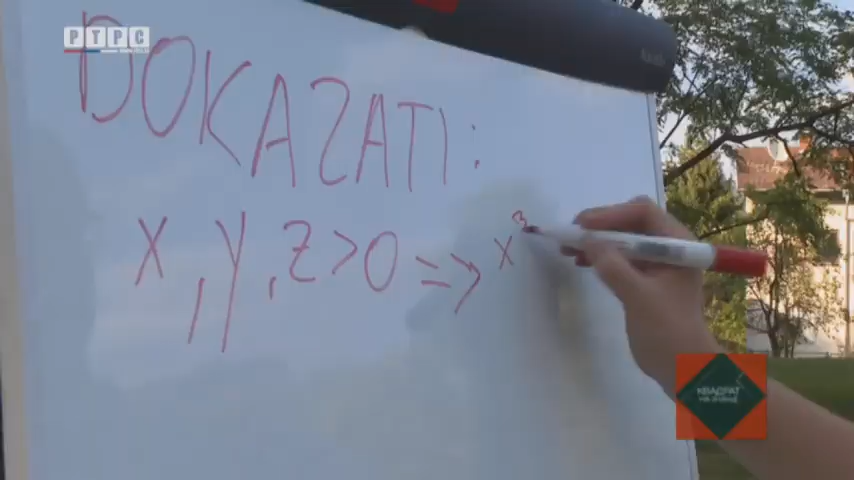 РТРС
DOKAZATI:
x, y, z > 0 => x³
КВАДРАТ